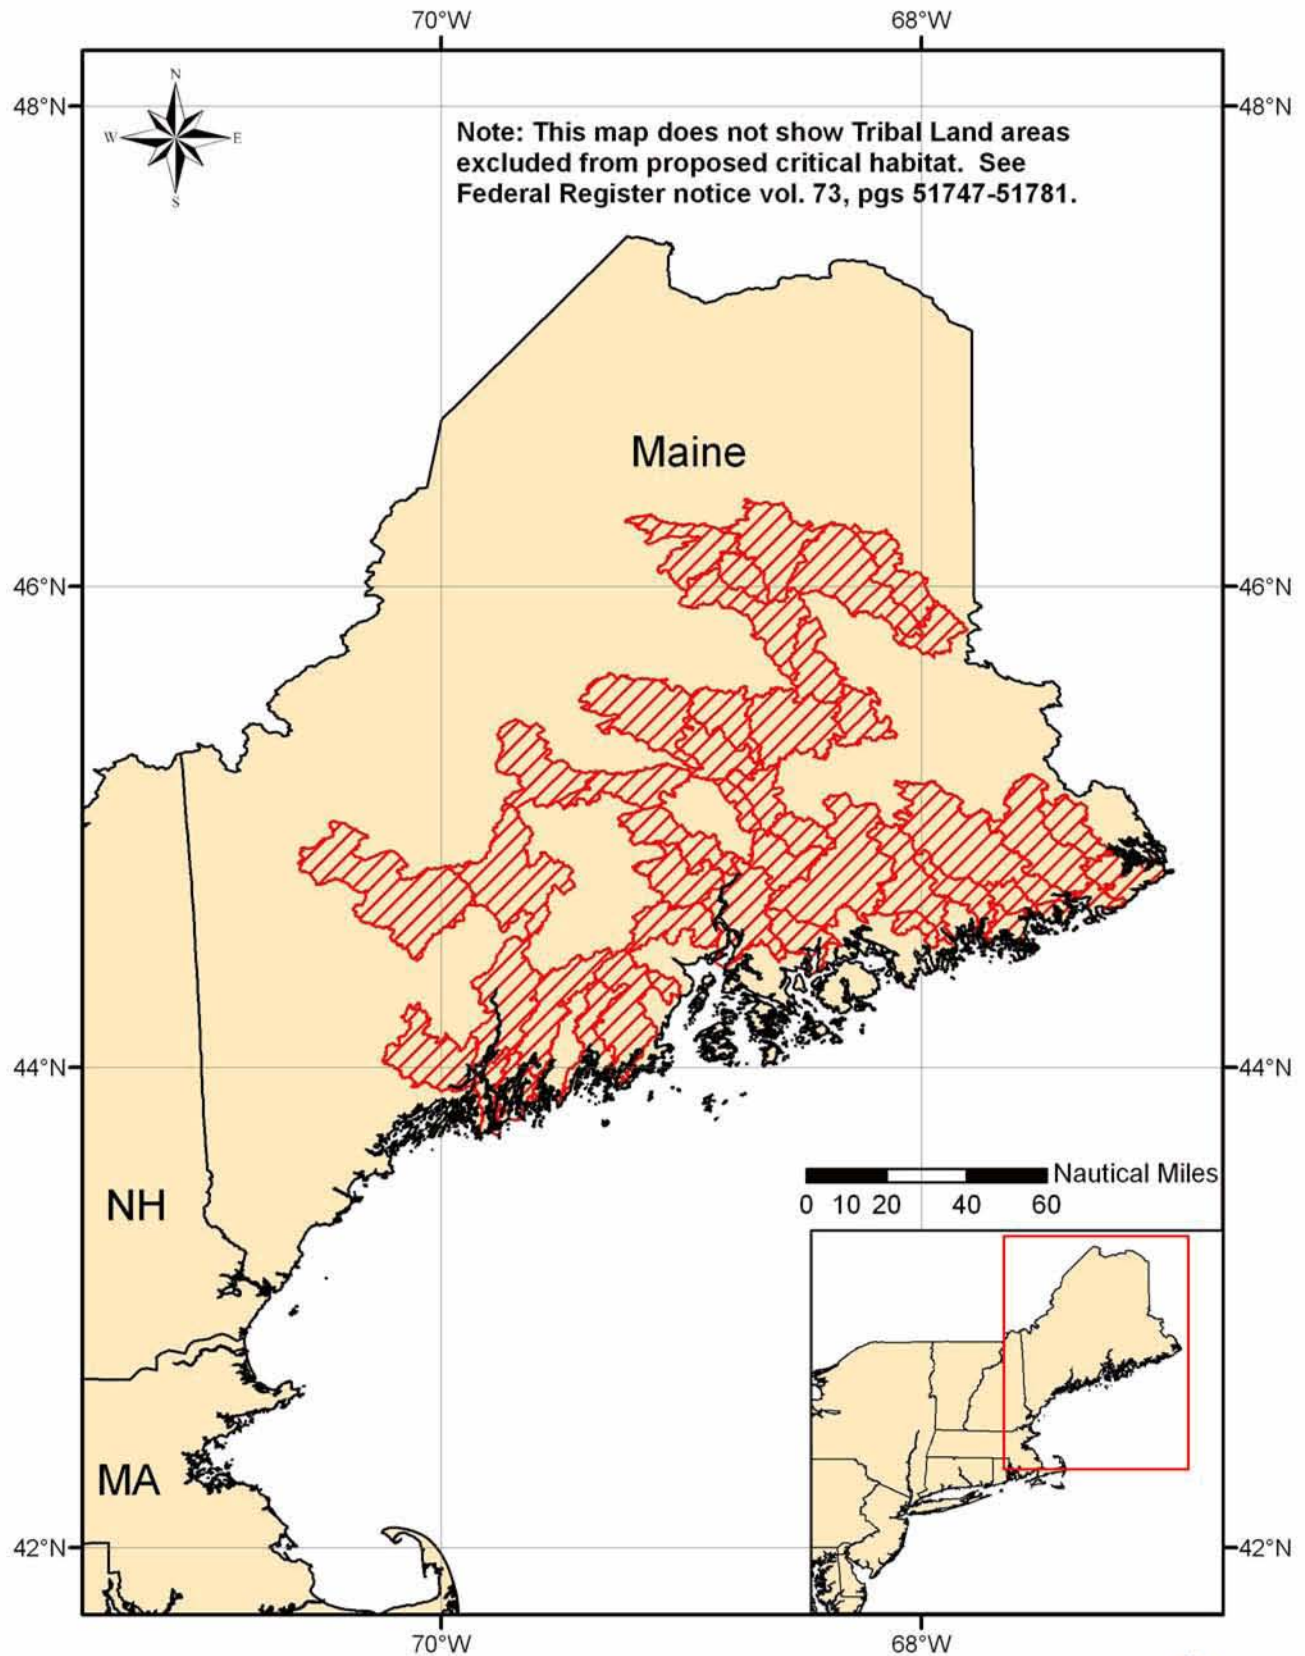 70°W 68°W
48°N 48°N
N
W E
S
Note: This map does not show Tribal Land areas
excluded from proposed critical habitat. See
Federal Register notice vol. 73, pgs 51747-51781.
Maine
46°N 46°N
44°N 44°N
Nautical Miles
0 10 20 40 60
NH
MA
42°N 42°N
70°W 68°W